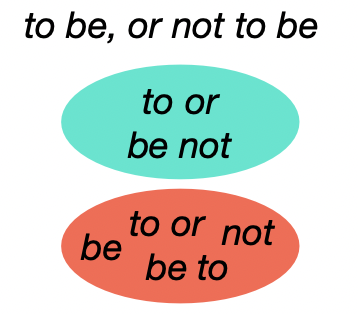 to be, or not to be
to or
be not
be to or not
be to